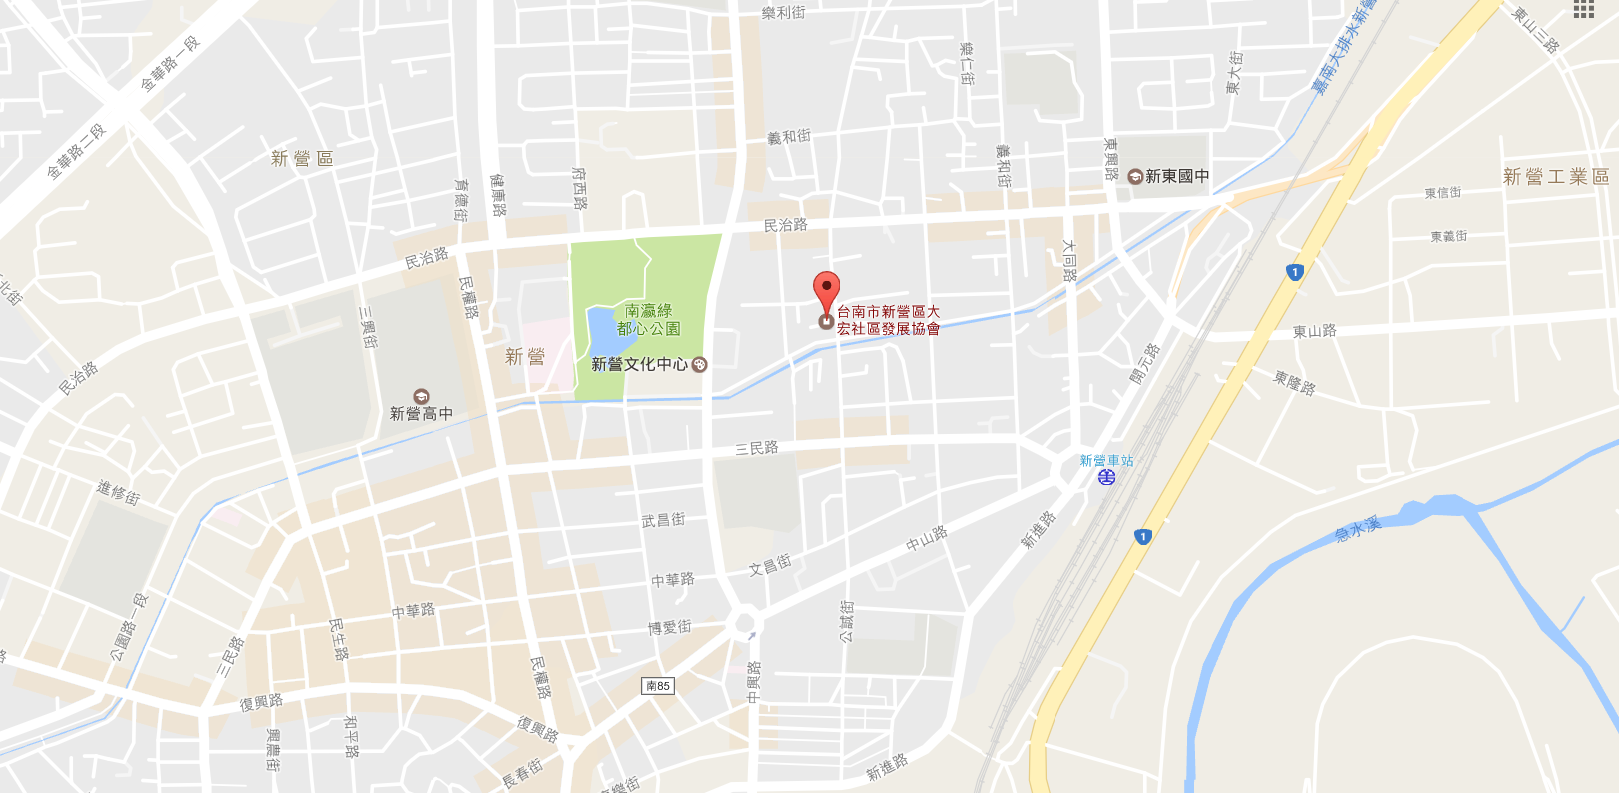 樂利街
東山三路
金華路一段
樂仁街
東大街
嘉南大排水新營
金華路二段
新營區
義和街
義和街
東興路
新東國中
新營工業區
育德街
健康路
府西路
東信街
民治路
東義街
民治路
大同路
北街
民權路
1
三興街
南瀛綠
都心公園
台南市新營區大
宏社區發展協會
東山路
新營
新營文化中心
開元路
民治路
東隆路
新營高中
三民路
新營車站
進修街
武昌街
新進路
急水溪
中山路
1
文昌街
中華路
中華路
公園路一段
民生路
博愛街
公誠街
三民路
路
民權路
南85
中興路
復興路
復興路
和平路
興農街
長春街
新進路
樂街